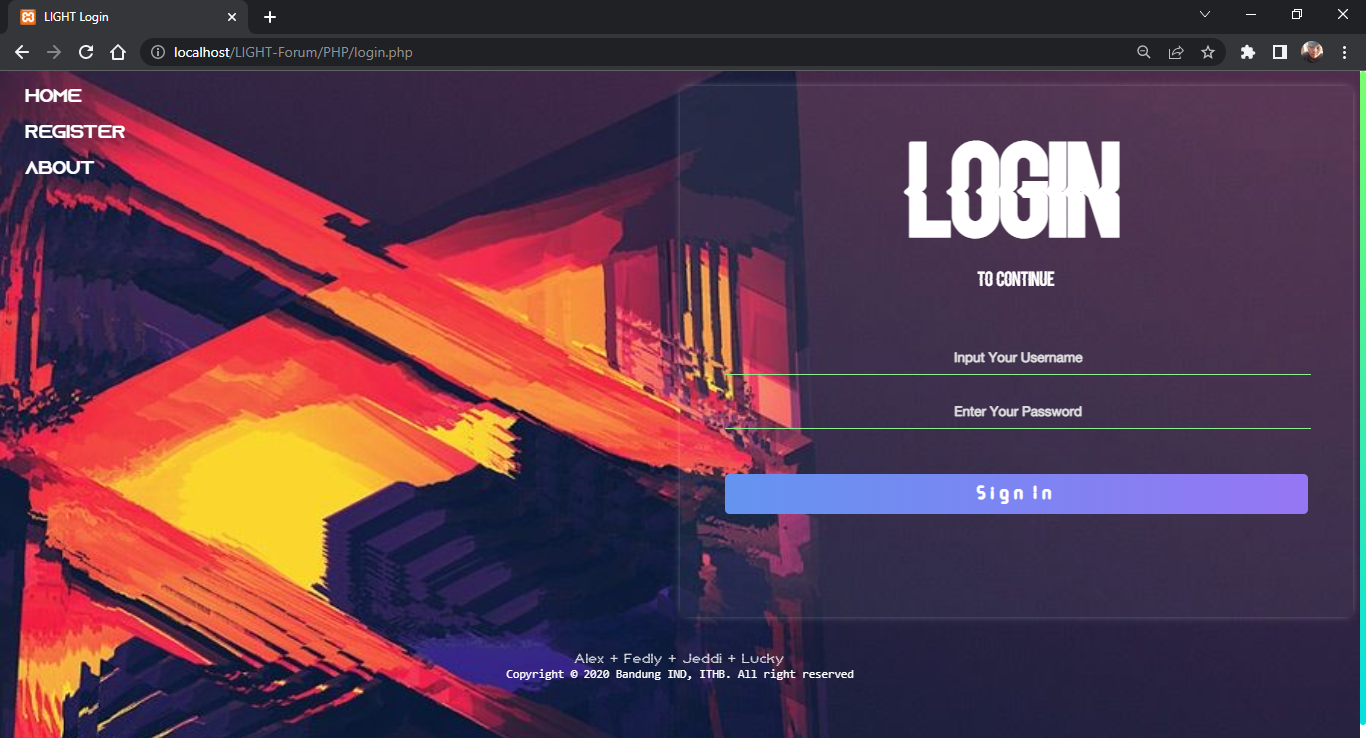 LIGHT Login
localhost/LIGHT-Forum/PHP/login.php
HOME
REGISTER
ABOUT
LOGIN
TO CONTINUE
Input Your Username
Enter Your Password
Sign In
Alex + Fedly + Jeddi + Lucky
Copyright © 2020 Bandung IND, ITHB. All right reserved